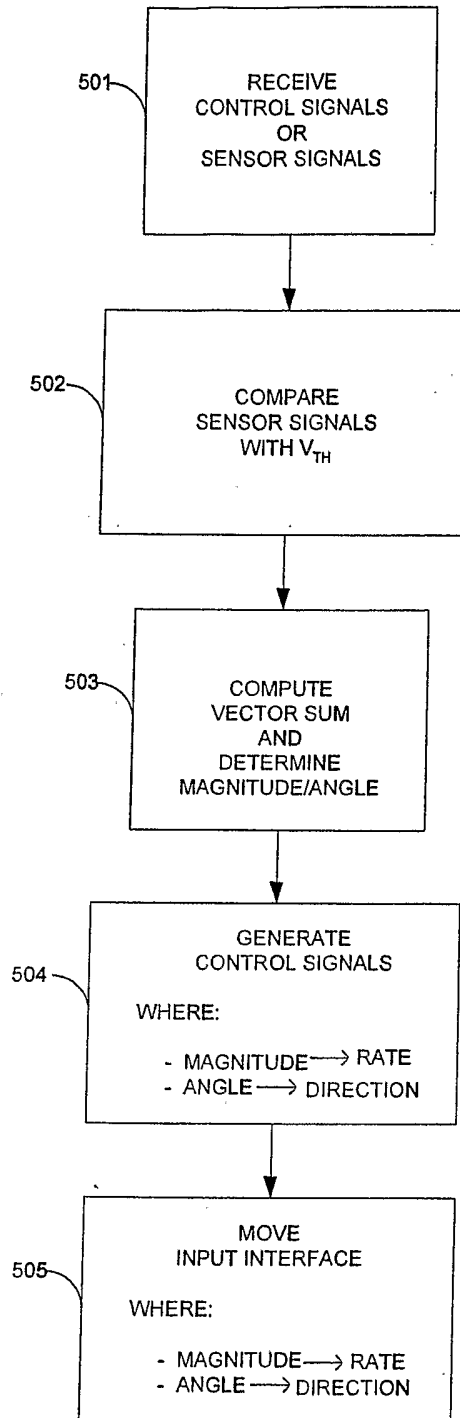 501
RECEIVE
CONTROL SIGNALS
OR
SENSOR SIGNALS
502
COMPARE
SENSOR SIGNALS
WITH V_TH
503
COMPUTE
VECTOR SUM
AND
DETERMINE
MAGNITUDE/ANGLE
504
GENERATE
CONTROL SIGNALS
WHERE:
- MAGNITUDE → RATE
- ANGLE → DIRECTION
505
MOVE
INPUT INTERFACE
WHERE:
- MAGNITUDE → RATE
- ANGLE → DIRECTION